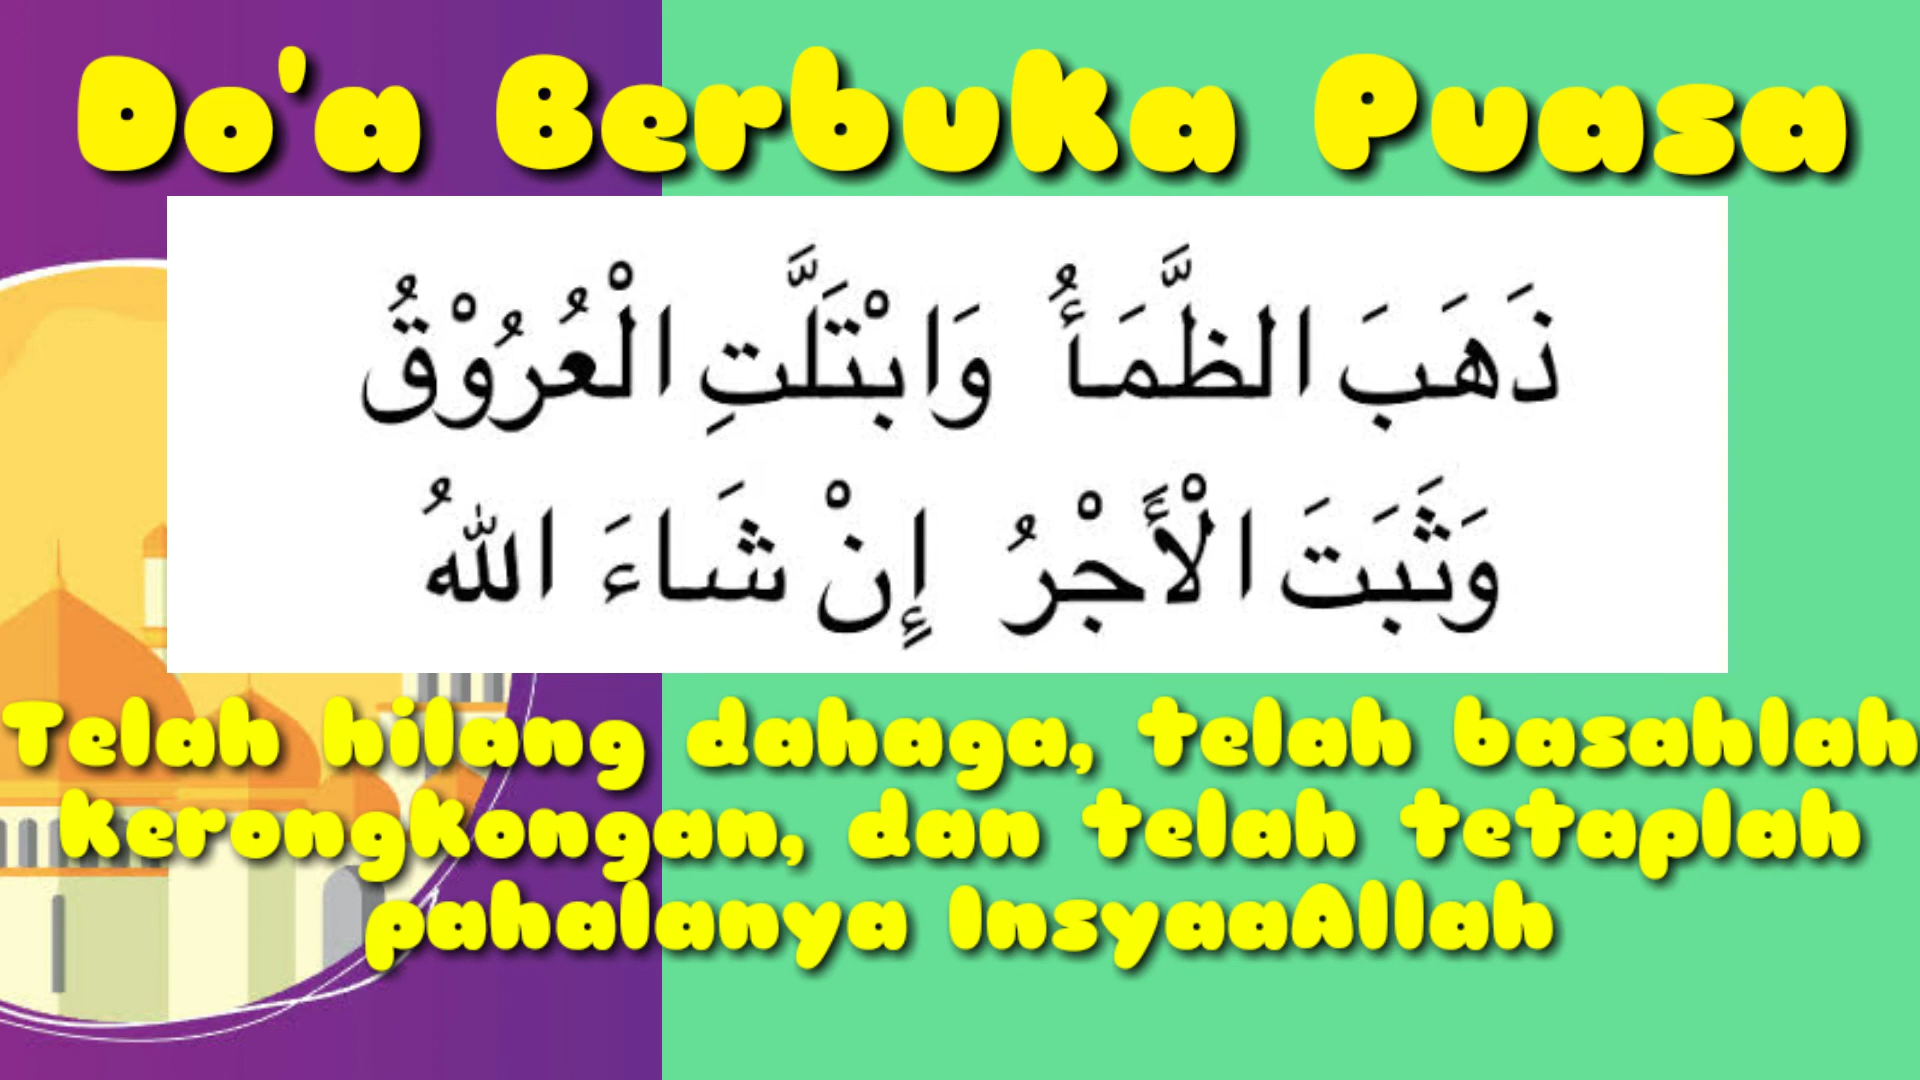 Do'a Berbuka Puasa
ذَهَبَ الظَّمَأُ وَابْتَلَّتِ الْعُرُوْقُ
وَثَبَتَ الْأَجْرُ إِنْ شَاءَ اللهُ
Telah hilang dahaga, telah basahlah
kerongkongan, dan telah tetaplah
pahalanya InsyaaAllah